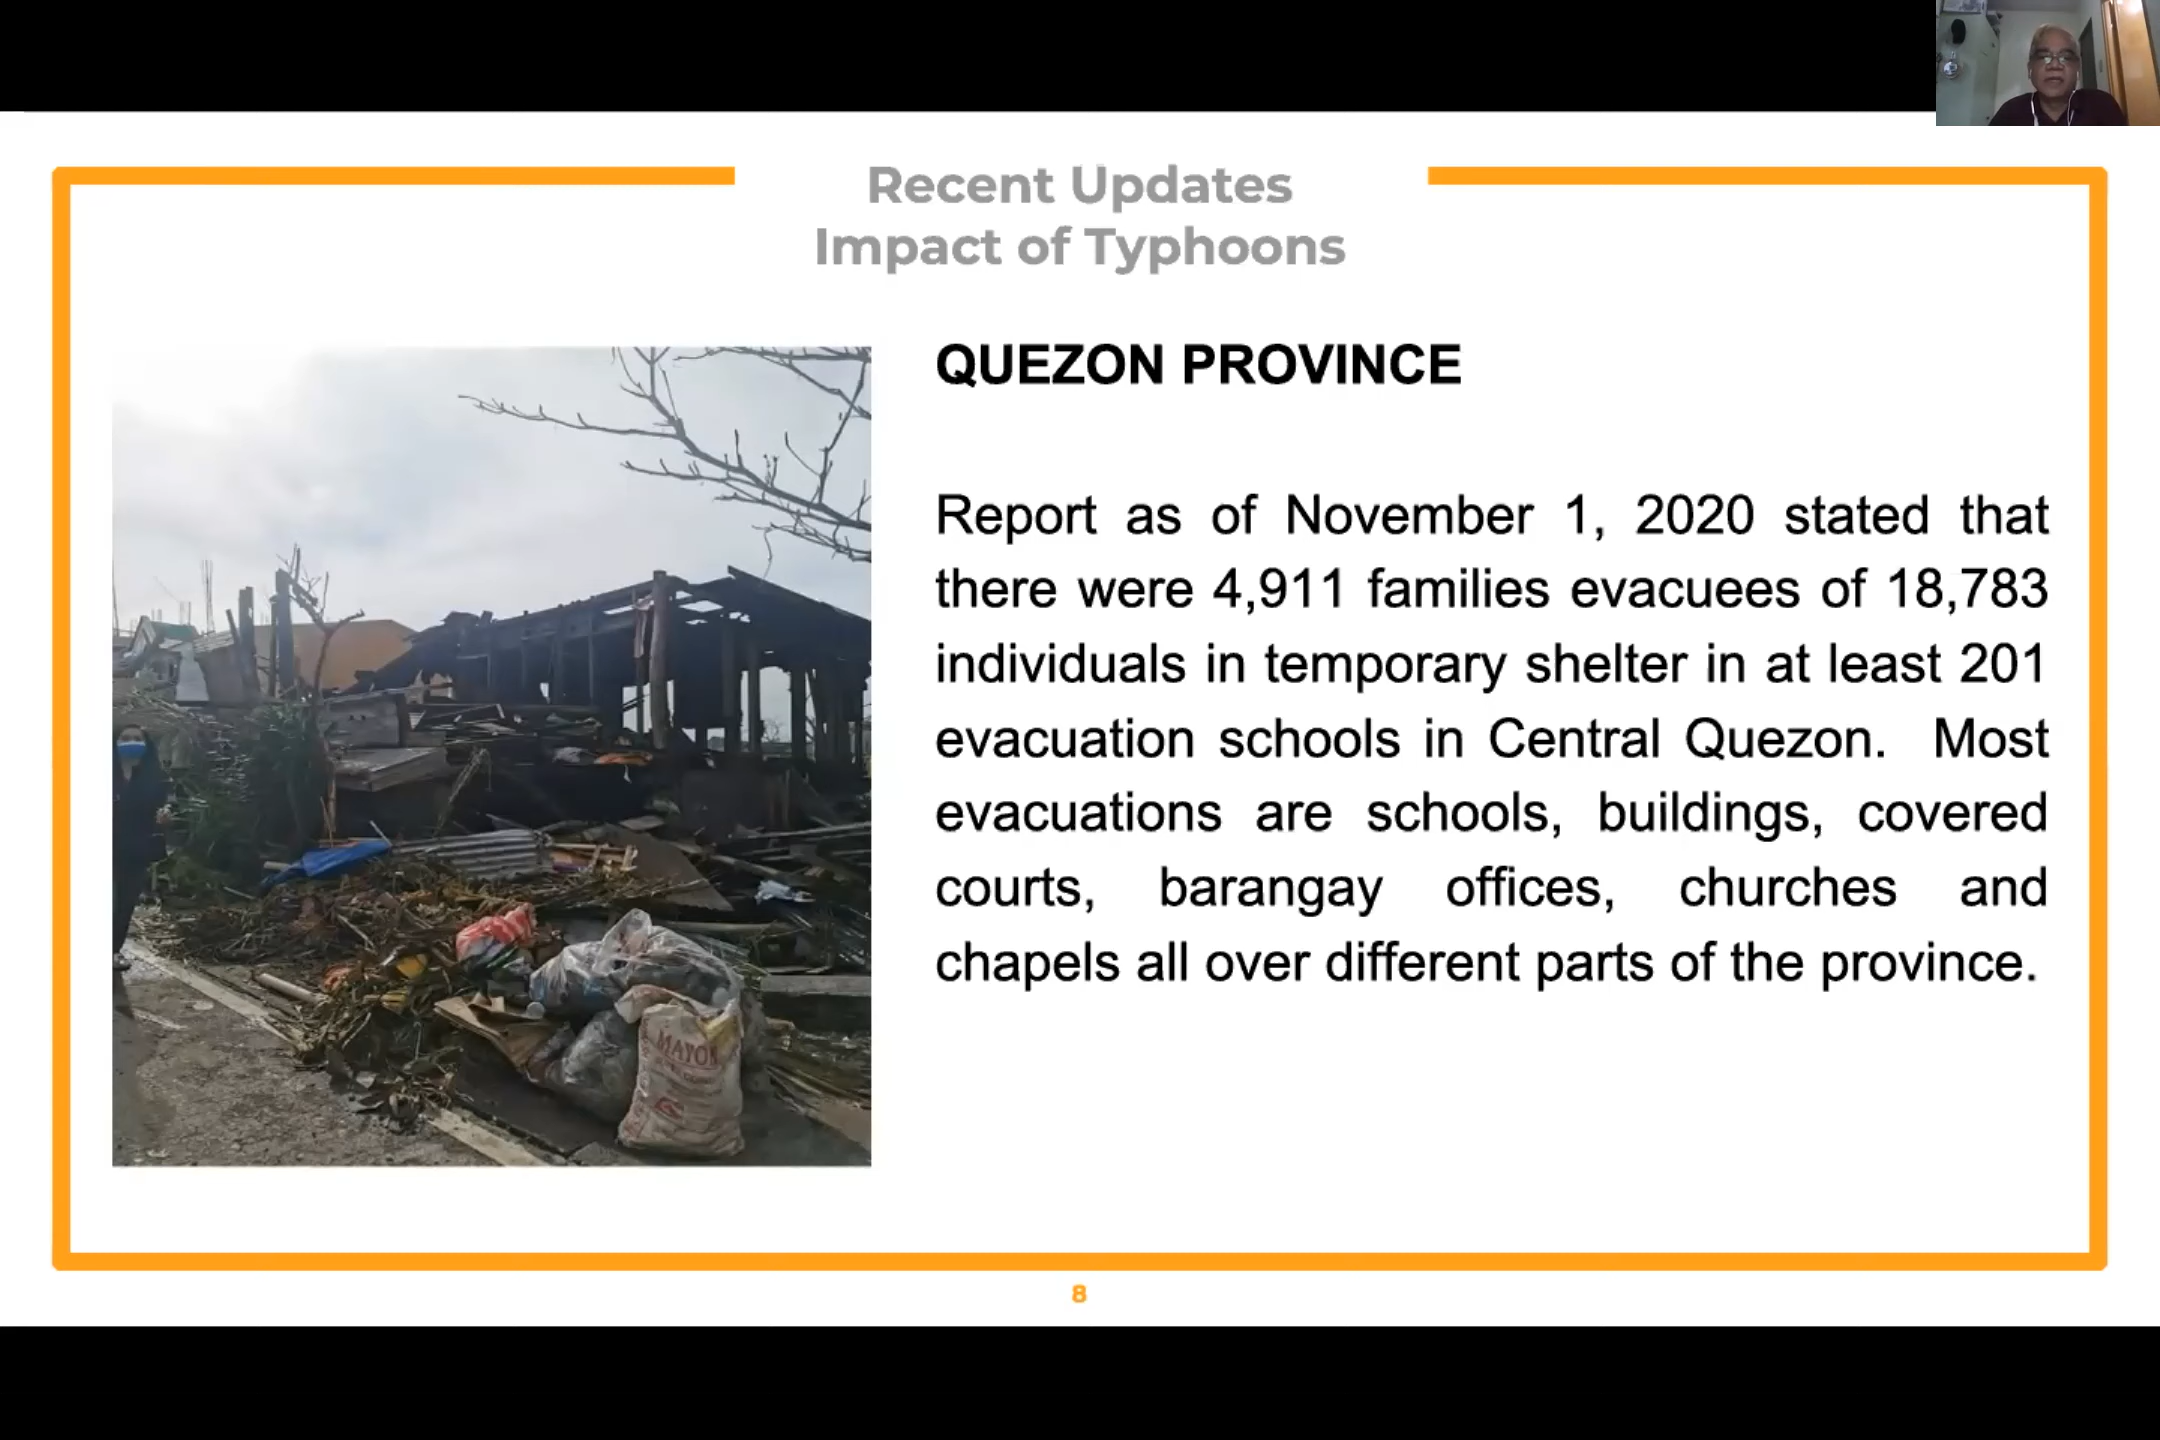 Recent Updates
Impact of Typhoons
QUEZON PROVINCE
Report as of November 1, 2020 stated that
there were 4,911 families evacuees of 18,783
individuals in temporary shelter in at least 201
evacuation schools in Central Quezon. Most
evacuations are schools, buildings, covered
courts, barangay offices, churches and
chapels all over different parts of the province.
MAYON
8